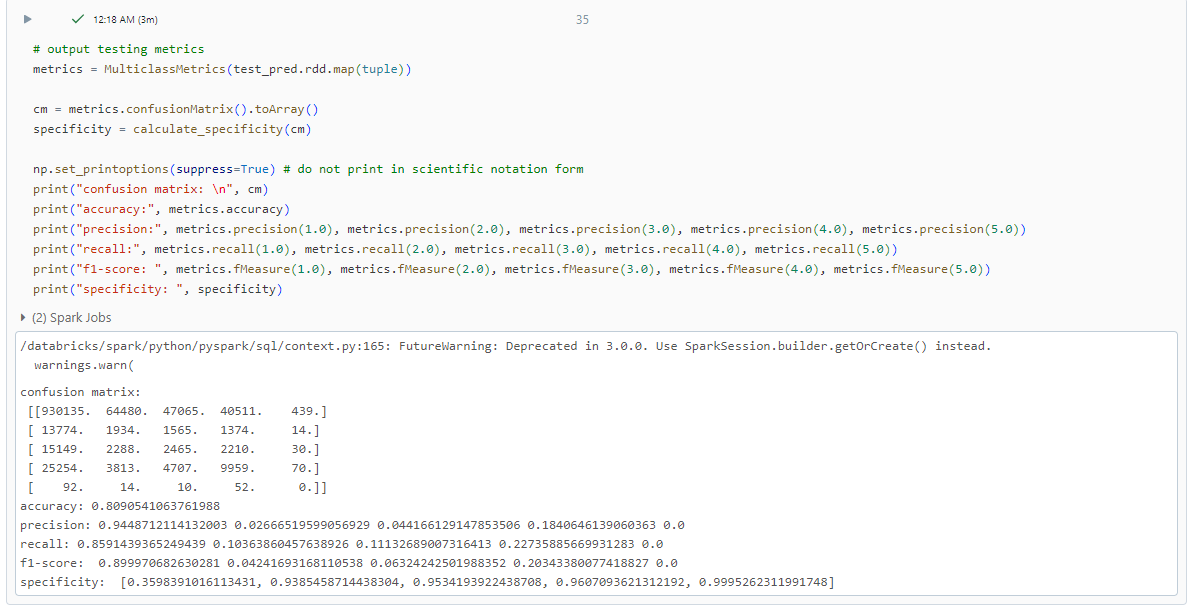 12:18 AM (3m)
35
# output testing metrics
metrics = MulticlassMetrics(test_pred.rdd.map(tuple))
cm = metrics.confusionMatrix().toArray()
specificity = calculate_specificity(cm)
np.set_printoptions(suppress=True) # do not print in scientific notation form
print("confusion matrix: \n", cm)
print("accuracy:", metrics.accuracy)
print("precision:", metrics.precision(1.0), metrics.precision(2.0), metrics.precision(3.0), metrics.precision(4.0), metrics.precision(5.0))
print("recall:", metrics.recall(1.0), metrics.recall(2.0), metrics.recall(3.0), metrics.recall(4.0), metrics.recall(5.0))
print("f1-score: ", metrics.fMeasure(1.0), metrics.fMeasure(2.0), metrics.fMeasure(3.0), metrics.fMeasure(4.0), metrics.fMeasure(5.0))
print("specificity: ", specificity)
(2) Spark Jobs
/databricks/spark/python/pyspark/sql/context.py:165: FutureWarning: Deprecated in 3.0.0. Use SparkSession.builder.getOrCreate() instead.
  warnings.warn(
confusion matrix:
 [[930135.  64480.  47065.  40511.    439.]
 [ 13774.   1934.   1565.   1374.     14.]
 [ 15149.   2288.   2465.   2210.     30.]
 [ 25254.   3813.   4707.   9959.     70.]
 [    92.     14.     10.     52.      0.]]
accuracy: 0.8090541063761988
precision: 0.9448712114132003 0.02666519599056929 0.044166129147853506 0.1840646139060363 0.0
recall: 0.8591439365249439 0.10363860457638926 0.11132689007316413 0.22735885669931283 0.0
f1-score:  0.899970682630281 0.04241693168110538 0.06324242501988352 0.20343380077418827 0.0
specificity:  [0.3598391016113431, 0.9385458714438304, 0.9534193922438708, 0.9607093621312192, 0.9995262311991748]